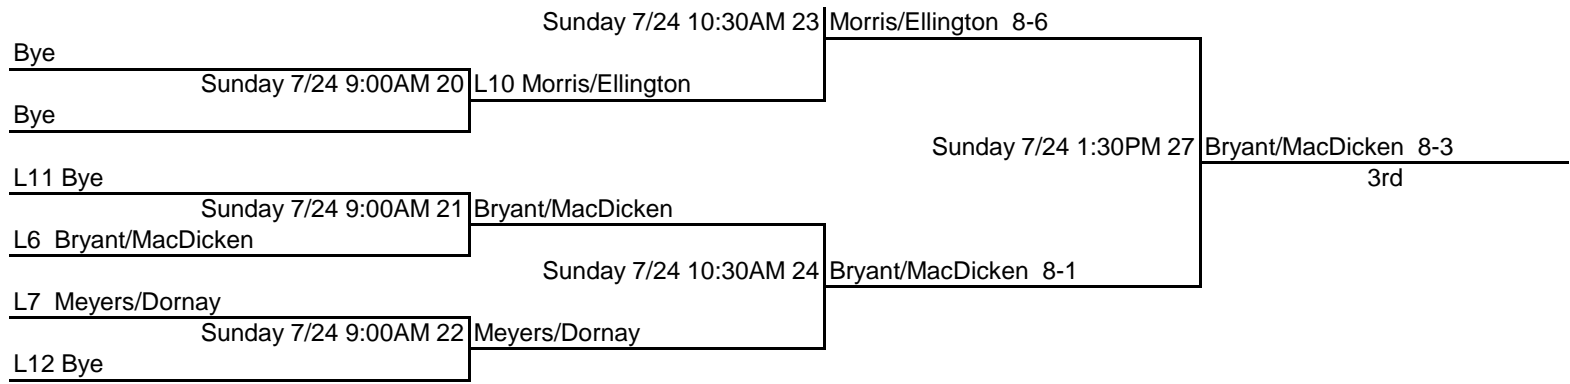 Sunday 7/24 10:30AM 23 Morris/Ellington 8-6
Bye
Sunday 7/24 9:00AM 20 L10 Morris/Ellington
Bye
Sunday 7/24 1:30PM 27 Bryant/MacDicken 8-3
L11 Bye
3rd
Sunday 7/24 9:00AM 21 Bryant/MacDicken
L6 Bryant/MacDicken
Sunday 7/24 10:30AM 24 Bryant/MacDicken 8-1
L7 Meyers/Dornay
Sunday 7/24 9:00AM 22 Meyers/Dornay
L12 Bye